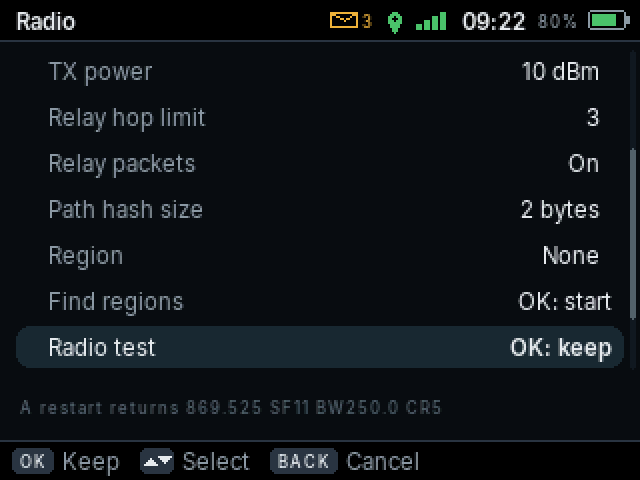 Radio 3 09:22 80%
TX power 10 dBm
Relay hop limit 3
Relay packets On
Path hash size 2 bytes
Region None
Find regions OK: start
Radio test OK: keep
A restart returns 869.525 SF11 BW250.0 CR5
OK Keep Select BACK Cancel